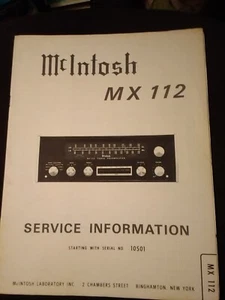 McIntosh
MX 112
SERVICE INFORMATION
STARTING WITH SERIAL NO. 10501
McINTOSH LABORATORY INC. 2 CHAMBERS STREET BINGHAMTON, NEW YORK
MX 112